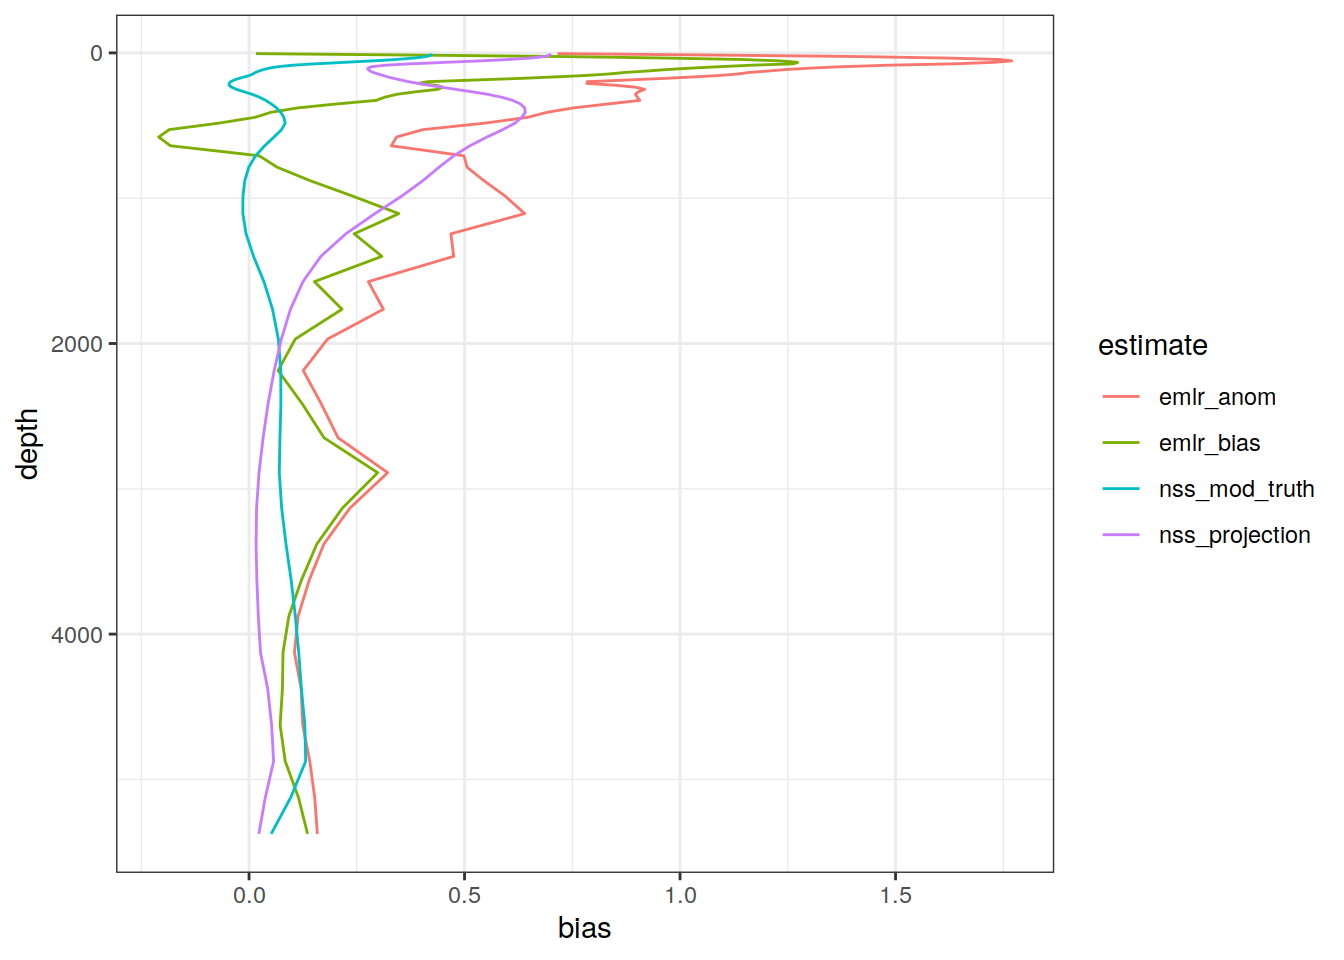 0
2000
4000
depth
0.0
0.5
1.0
1.5
bias
estimate
emlr_anom
emlr_bias
nss_mod_truth
nss_projection